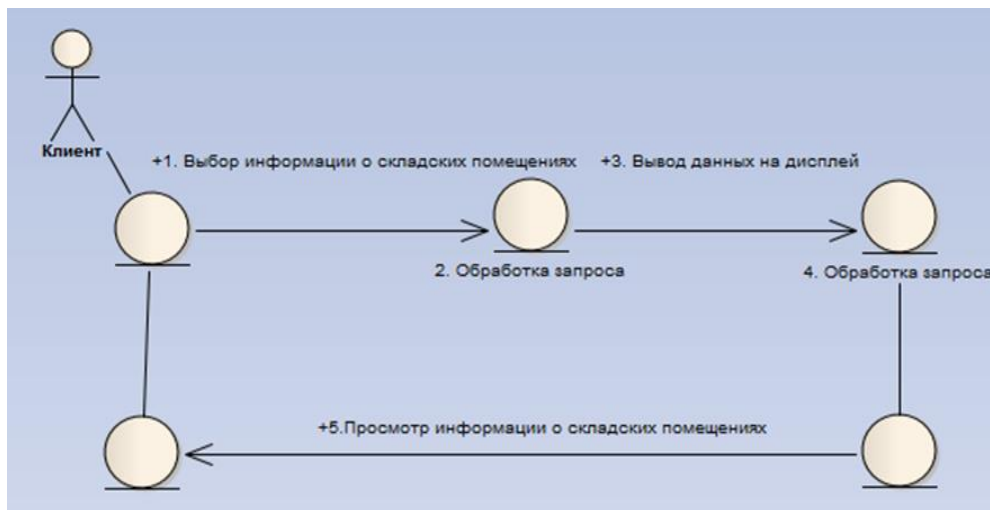 Клиент
+1. Выбор информации о складских помещениях
+3. Вывод данных на дисплей
2. Обработка запроса
4. Обработка запроса
+5.Просмотр информации о складских помещениях